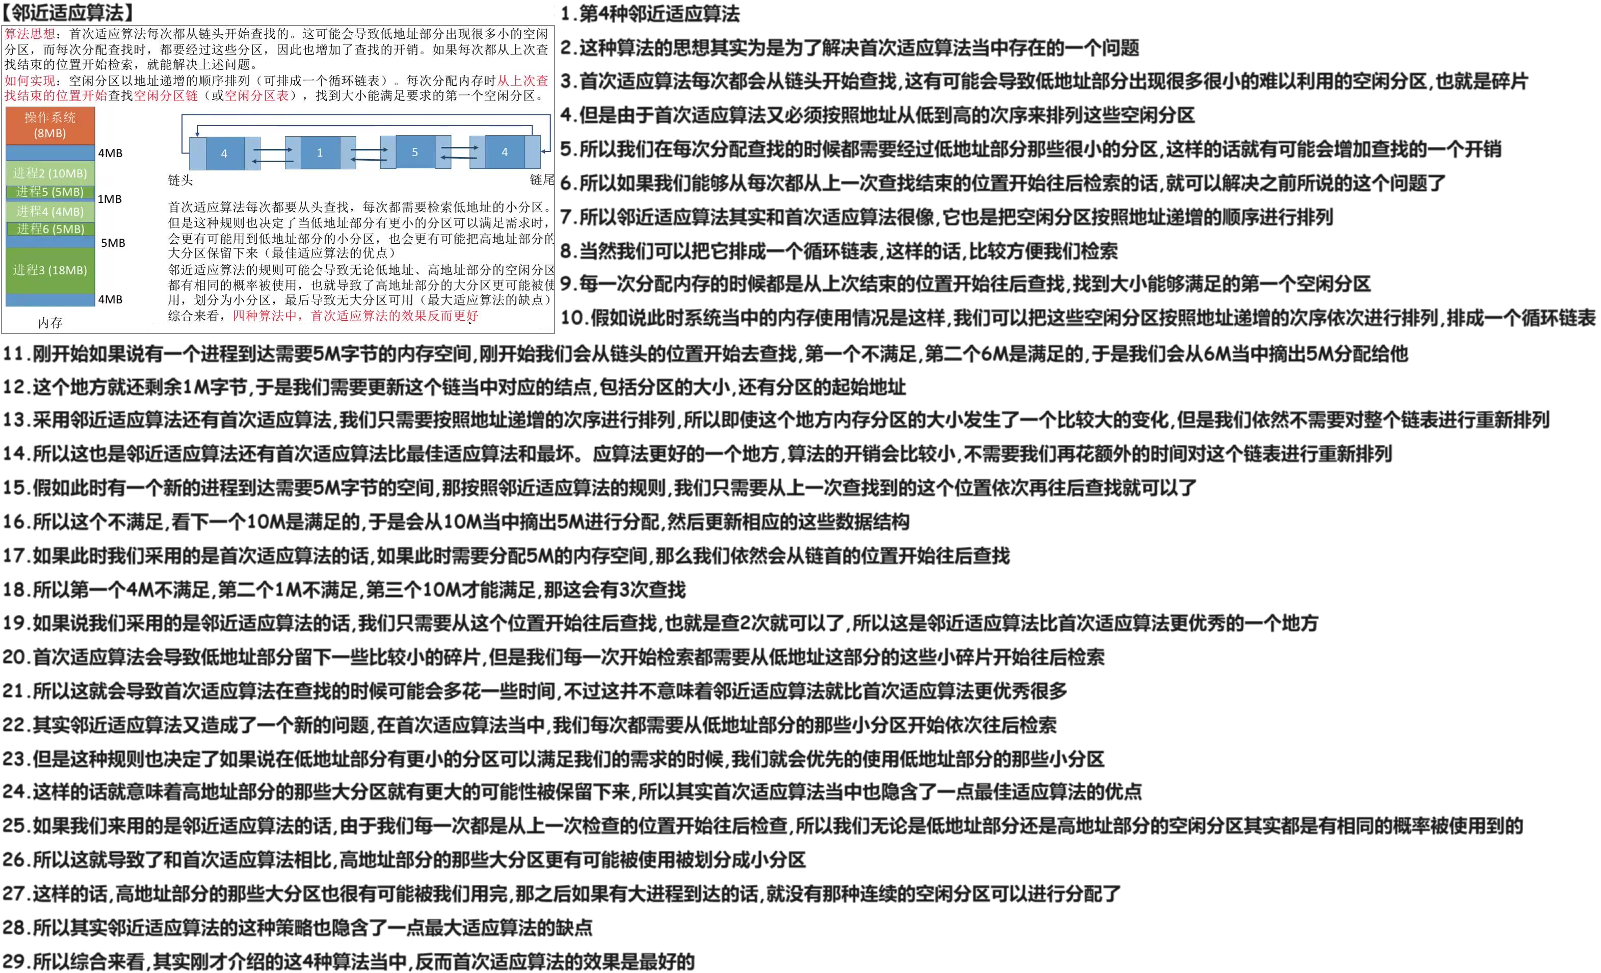 【邻近适应算法】
算法思想：首次适应算法每次都从链头开始查找的。这可能会导致低地址部分出现很多小的空闲
分区，而每次分配查找时，都要经过这些分区，因此也增加了查找的开销。如果每次都从上次查
找结束的位置开始检索，就能解决上述问题。
如何实现：空闲分区以地址递增的顺序排列（可排成一个循环链表）。每次分配内存时从上次查
找结束的位置开始查找空闲分区链（或空闲分区表），找到大小能满足要求的第一个空闲分区。
操作系统
(8MB)
4MB
进程2 (10MB)
进程5 (5MB)
1MB
进程4 (4MB)
进程6 (5MB)
5MB
进程3 (18MB)
4MB
内存
4
1
5
4
链头
链尾
首次适应算法每次都要从头查找，每次都需要检索低地址的小分区。
但是这种规则也决定了当低地址部分有更小的分区可以满足需求时，
会更有可能用到低地址部分的小分区，也会更有可能把高地址部分的
大分区保留下来（最佳适应算法的优点）
邻近适应算法的规则可能会导致无论低地址、高地址部分的空闲分区
都有相同的概率被使用，也就导致了高地址部分的大分区更可能被使
用，划分为小分区，最后导致无大分区可用（最大适应算法的缺点）
综合来看，四种算法中，首次适应算法的效果反而更好
1.第4种邻近适应算法
2.这种算法的思想其实为是为了解决首次适应算法当中存在的一个问题
3.首次适应算法每次都会从链头开始查找,这有可能会导致低地址部分出现很多很小的难以利用的空闲分区,也就是碎片
4.但是由于首次适应算法又必须按照地址从低到高的次序来排列这些空闲分区
5.所以我们在每次分配查找的时候都需要经过低地址部分那些很小的分区,这样的话就有可能会增加查找的一个开销
6.所以如果我们能够从每次都从上一次查找结束的位置开始往后检索的话,就可以解决之前所说的这个问题了
7.所以邻近适应算法其实和首次适应算法很像,它也是把空闲分区按照地址递增的顺序进行排列
8.当然我们可以把它排成一个循环链表,这样的话,比较方便我们检索
9.每一次分配内存的时候都是从上次结束的位置开始往后查找,找到大小能够满足的第一个空闲分区
10.假如说此时系统当中的内存使用情况是这样,我们可以把这些空闲分区按照地址递增的次序依次进行排列,排成一个循环链表
11.刚开始如果说有一个进程到达需要5M字节的内存空间,刚开始我们会从链头的位置开始去查找,第一个不满足,第二个6M是满足的,于是我们会从6M当中摘出5M分配给他
12.这个地方就还剩余1M字节,于是我们需要更新这个链当中对应的结点,包括分区的大小,还有分区的起始地址
13.采用邻近适应算法还有首次适应算法,我们只需要按照地址递增的次序进行排列,所以即使这个地方内存分区的大小发生了一个比较大的变化,但是我们依然不需要对整个链表进行重新排列
14.所以这也是邻近适应算法还有首次适应算法比最佳适应算法和最坏。应算法更好的一个地方,算法的开销会比较小,不需要我们再花额外的时间对这个链表进行重新排列
15.假如此时有一个新的进程到达需要5M字节的空间,那按照邻近适应算法的规则,我们只需要从上一次查找到的这个位置依次再往后查找就可以了
16.所以这个不满足,看下一个10M是满足的,于是会从10M当中摘出5M进行分配,然后更新相应的这些数据结构
17.如果此时我们采用的是首次适应算法的话,如果此时需要分配5M的内存空间,那么我们依然会从链首的位置开始往后查找
18.所以第一个4M不满足,第二个1M不满足,第三个10M才能满足,那这会有3次查找
19.如果说我们采用的是邻近适应算法的话,我们只需要从这个位置开始往后查找,也就是查2次就可以了,所以这是邻近适应算法比首次适应算法更优秀的一个地方
20.首次适应算法会导致低地址部分留下一些比较小的碎片,但是我们每一次开始检索都需要从低地址这部分的这些小碎片开始往后检索
21.所以这就会导致首次适应算法在查找的时候可能会多花一些时间,不过这并不意味着邻近适应算法就比首次适应算法更优秀很多
22.其实邻近适应算法又造成了一个新的问题,在首次适应算法当中,我们每次都需要从低地址部分的那些小分区开始依次往后检索
23.但是这种规则也决定了如果说在低地址部分有更小的分区可以满足我们的需求的时候,我们就会优先的使用低地址部分的那些小分区
24.这样的话就意味着高地址部分的那些大分区就有更大的可能性被保留下来,所以其实首次适应算法当中也隐含了一点最佳适应算法的优点
25.如果我们来用的是邻近适应算法的话,由于我们每一次都是从上一次检查的位置开始往后检查,所以我们无论是低地址部分还是高地址部分的空闲分区其实都是有相同的概率被使用到的
26.所以这就导致了和首次适应算法相比,高地址部分的那些大分区更有可能被使用被划分成小分区
27.这样的话,高地址部分的那些大分区也很有可能被我们用完,那之后如果有大进程到达的话,就没有那种连续的空闲分区可以进行分配了
28.所以其实邻近适应算法的这种策略也隐含了一点最大适应算法的缺点
29.所以综合来看,其实刚才介绍的这4种算法当中,反而首次适应算法的效果是最好的